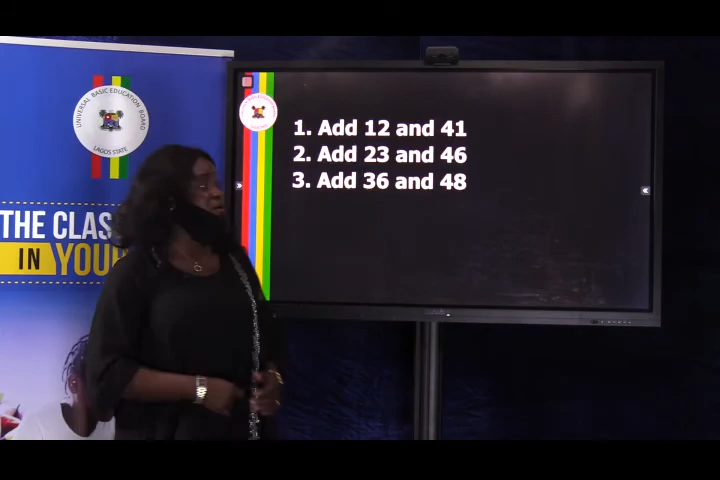 UNIVERSAL BASIC EDUCATION BOARD
LAGOS STATE
THE CLAS
IN YOU
1. Add 12 and 41
2. Add 23 and 46
3. Add 36 and 48